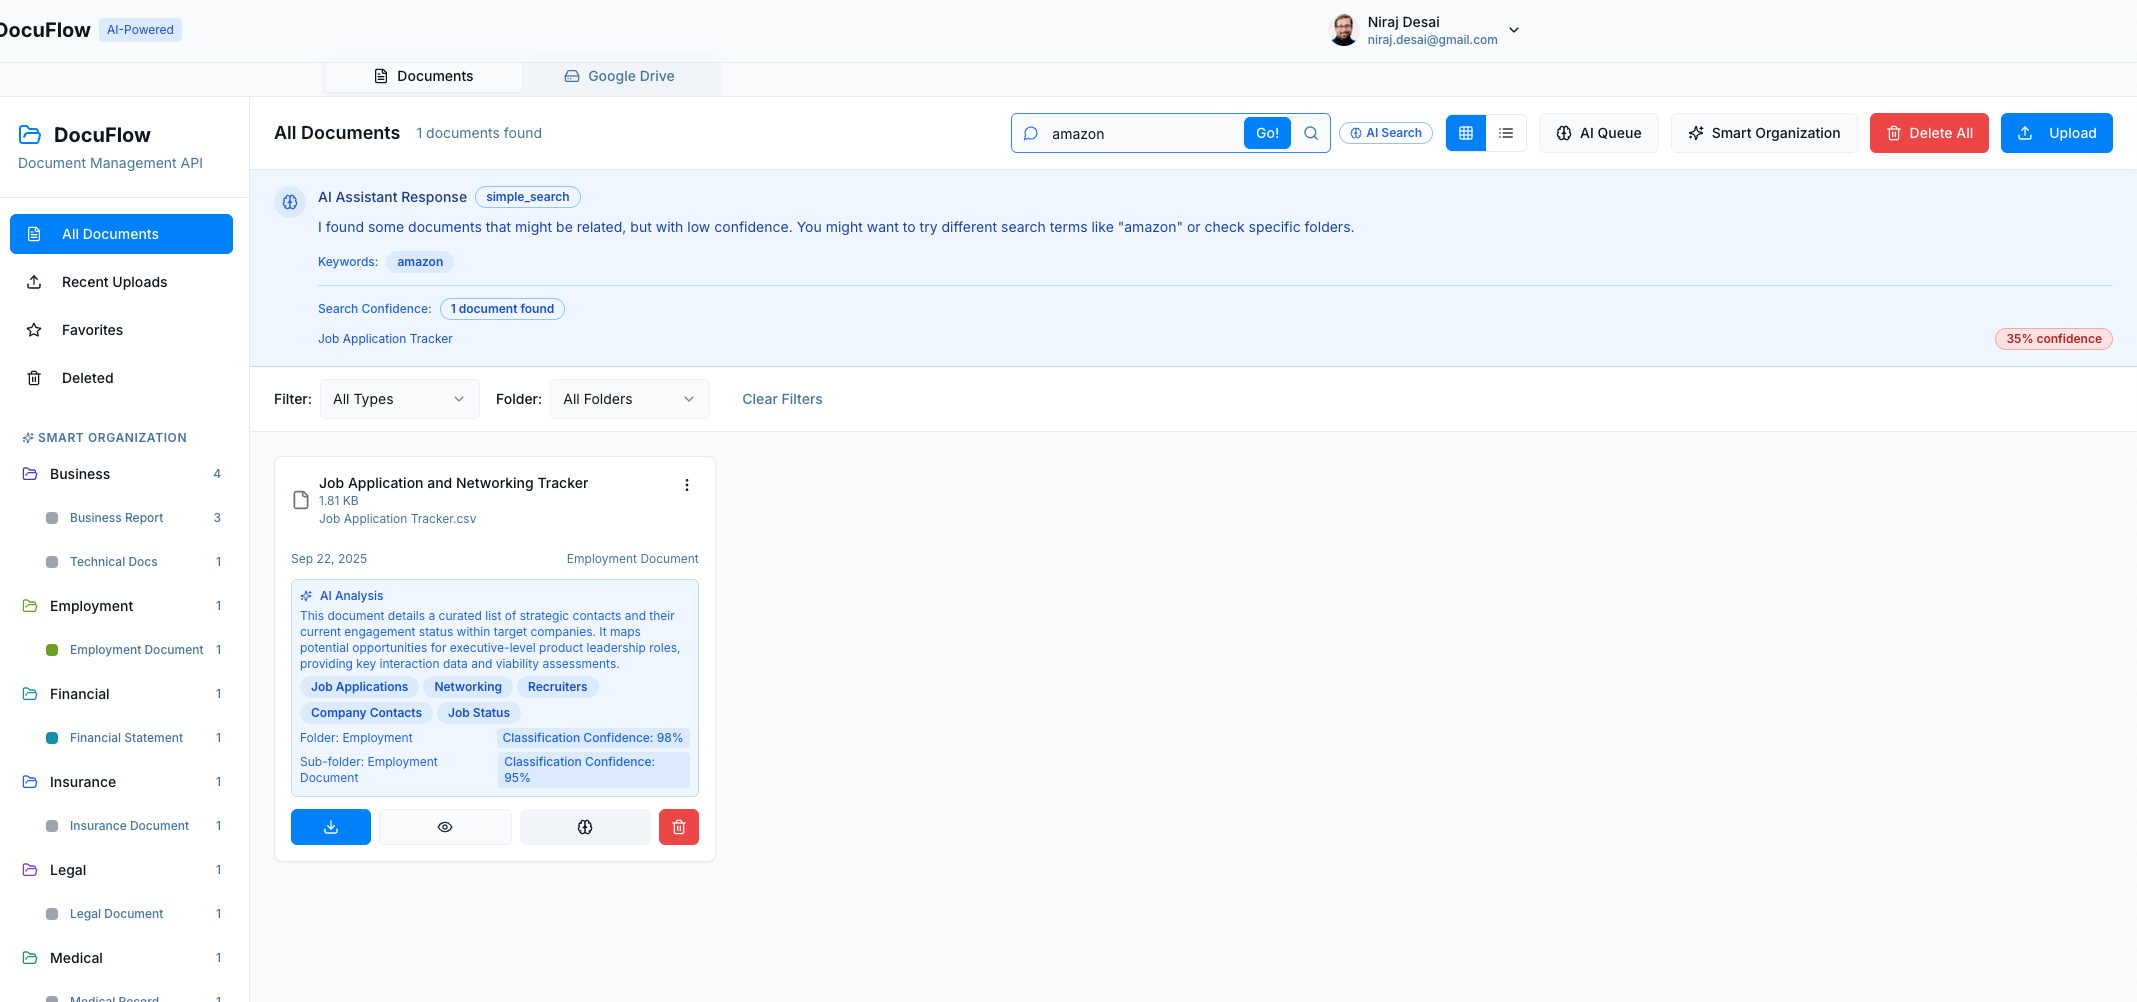 DocuFlow AI-Powered
Niraj Desai
niraj.desai@gmail.com
Documents
Google Drive
DocuFlow
Document Management API
All Documents
Recent Uploads
Favorites
Deleted
SMART ORGANIZATION
Business 4
Business Report 3
Technical Docs 1
Employment 1
Employment Document 1
Financial 1
Financial Statement 1
Insurance 1
Insurance Document 1
Legal 1
Legal Document 1
Medical 1
Medical Record 1
All Documents 1 documents found
amazon Go!
AI Search
AI Queue
Smart Organization
Delete All
Upload
AI Assistant Response simple_search
I found some documents that might be related, but with low confidence. You might want to try different search terms like "amazon" or check specific folders.
Keywords: amazon
Search Confidence: 1 document found
Job Application Tracker 35% confidence
Filter: All Types Folder: All Folders Clear Filters
Job Application and Networking Tracker
1.81 KB
Job Application Tracker.csv
Sep 22, 2025 Employment Document
AI Analysis
This document details a curated list of strategic contacts and their
current engagement status within target companies. It maps
potential opportunities for executive-level product leadership roles,
providing key interaction data and viability assessments.
Job Applications Networking Recruiters
Company Contacts Job Status
Folder: Employment Classification Confidence: 98%
Sub-folder: Employment
Document
Classification Confidence:
95%